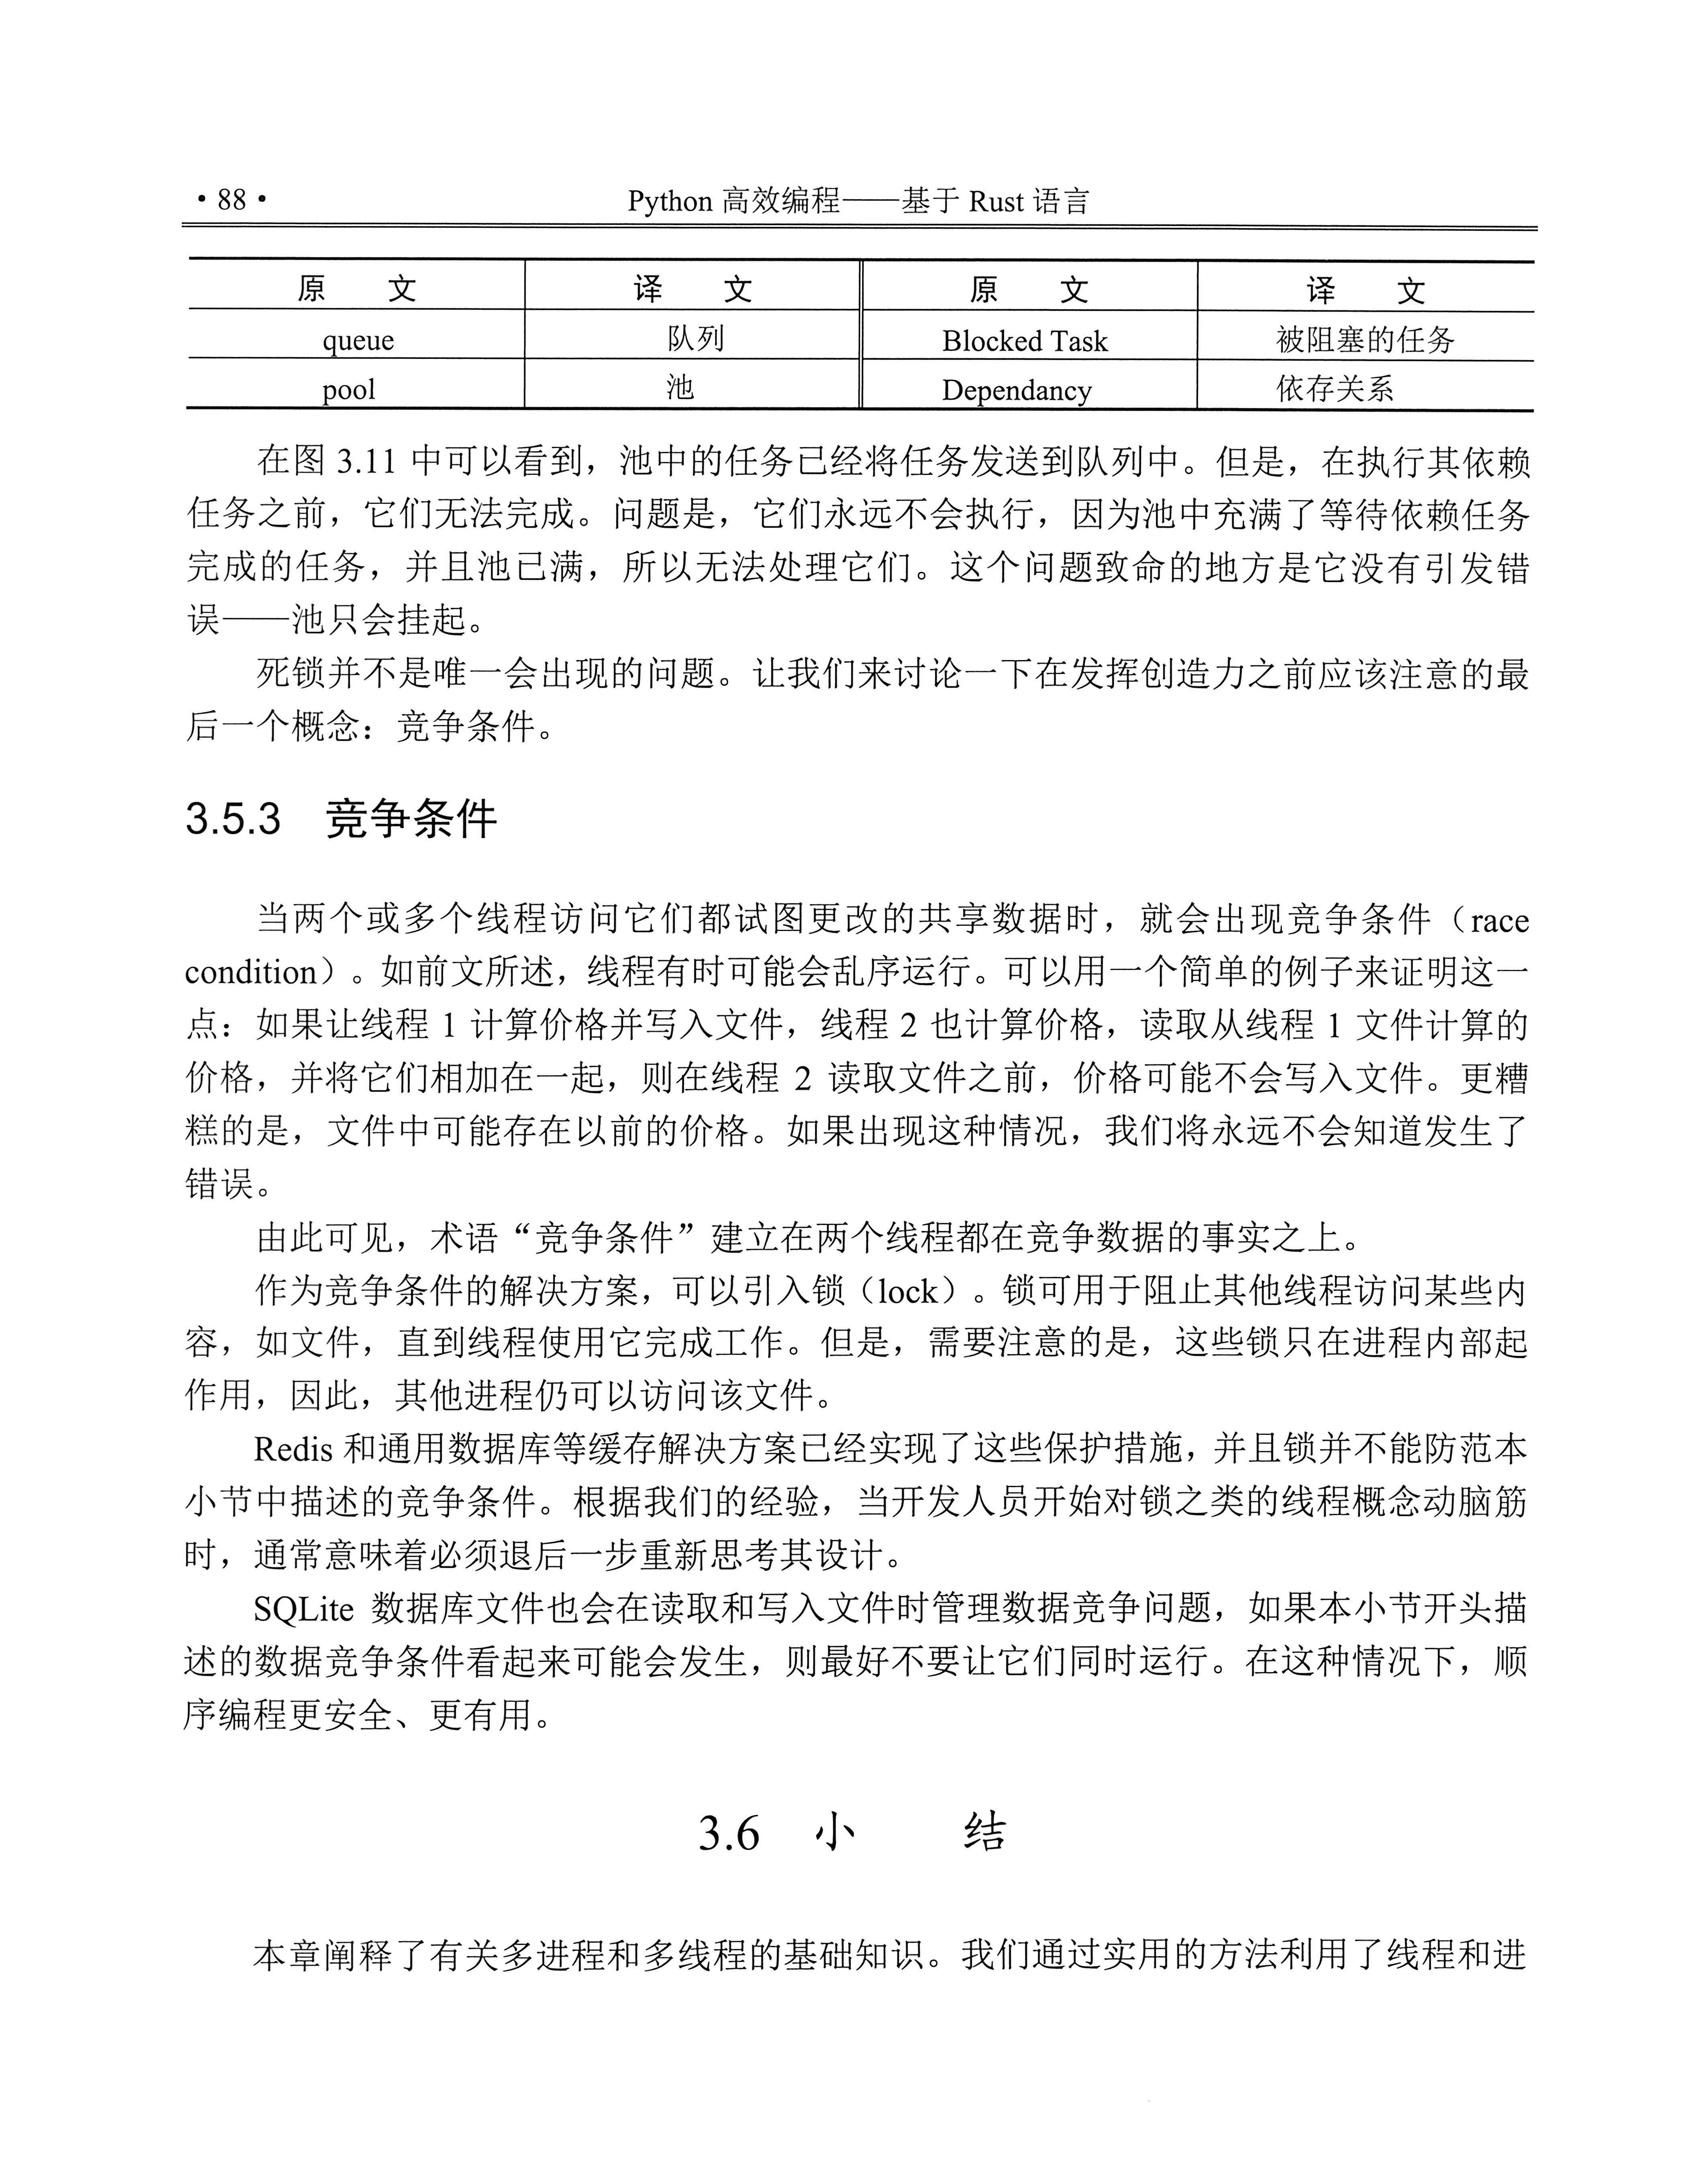 • 88 •
Python 高效编程——基于 Rust 语言
原 文 译 文 原 文 译 文
queue 队列 Blocked Task 被阻塞的任务
pool 池 Dependancy 依存关系
在图 3.11 中可以看到，池中的任务已经将任务发送到队列中。但是，在执行其依赖
任务之前，它们无法完成。问题是，它们永远不会执行，因为池中充满了等待依赖任务
完成的任务，并且池已满，所以无法处理它们。这个问题致命的地方是它没有引发错
误——池只会挂起。
死锁并不是唯一会出现的问题。让我们来讨论一下在发挥创造力之前应该注意的最
后一个概念：竞争条件。
3.5.3 竞争条件
当两个或多个线程访问它们都试图更改的共享数据时，就会出现竞争条件（race
condition）。如前文所述，线程有时可能会乱序运行。可以用一个简单的例子来证明这一
点：如果让线程 1 计算价格并写入文件，线程 2 也计算价格，读取从线程 1 文件计算的
价格，并将它们相加在一起，则在线程 2 读取文件之前，价格可能不会写入文件。更糟
糕的是，文件中可能存在以前的价格。如果出现这种情况，我们将永远不会知道发生了
错误。
由此可见，术语“竞争条件”建立在两个线程都在竞争数据的事实之上。
作为竞争条件的解决方案，可以引入锁（lock）。锁可用于阻止其他线程访问某些内
容，如文件，直到线程使用它完成工作。但是，需要注意的是，这些锁只在进程内部起
作用，因此，其他进程仍可以访问该文件。
Redis 和通用数据库等缓存解决方案已经实现了这些保护措施，并且锁并不能防范本
小节中描述的竞争条件。根据我们的经验，当开发人员开始对锁之类的线程概念动脑筋
时，通常意味着必须退后一步重新思考其设计。
SQLite 数据库文件也会在读取和写入文件时管理数据竞争问题，如果本小节开头描
述的数据竞争条件看起来可能会发生，则最好不要让它们同时运行。在这种情况下，顺
序编程更安全、更有用。
3.6 小 结
本章阐释了有关多进程和多线程的基础知识。我们通过实用的方法利用了线程和进